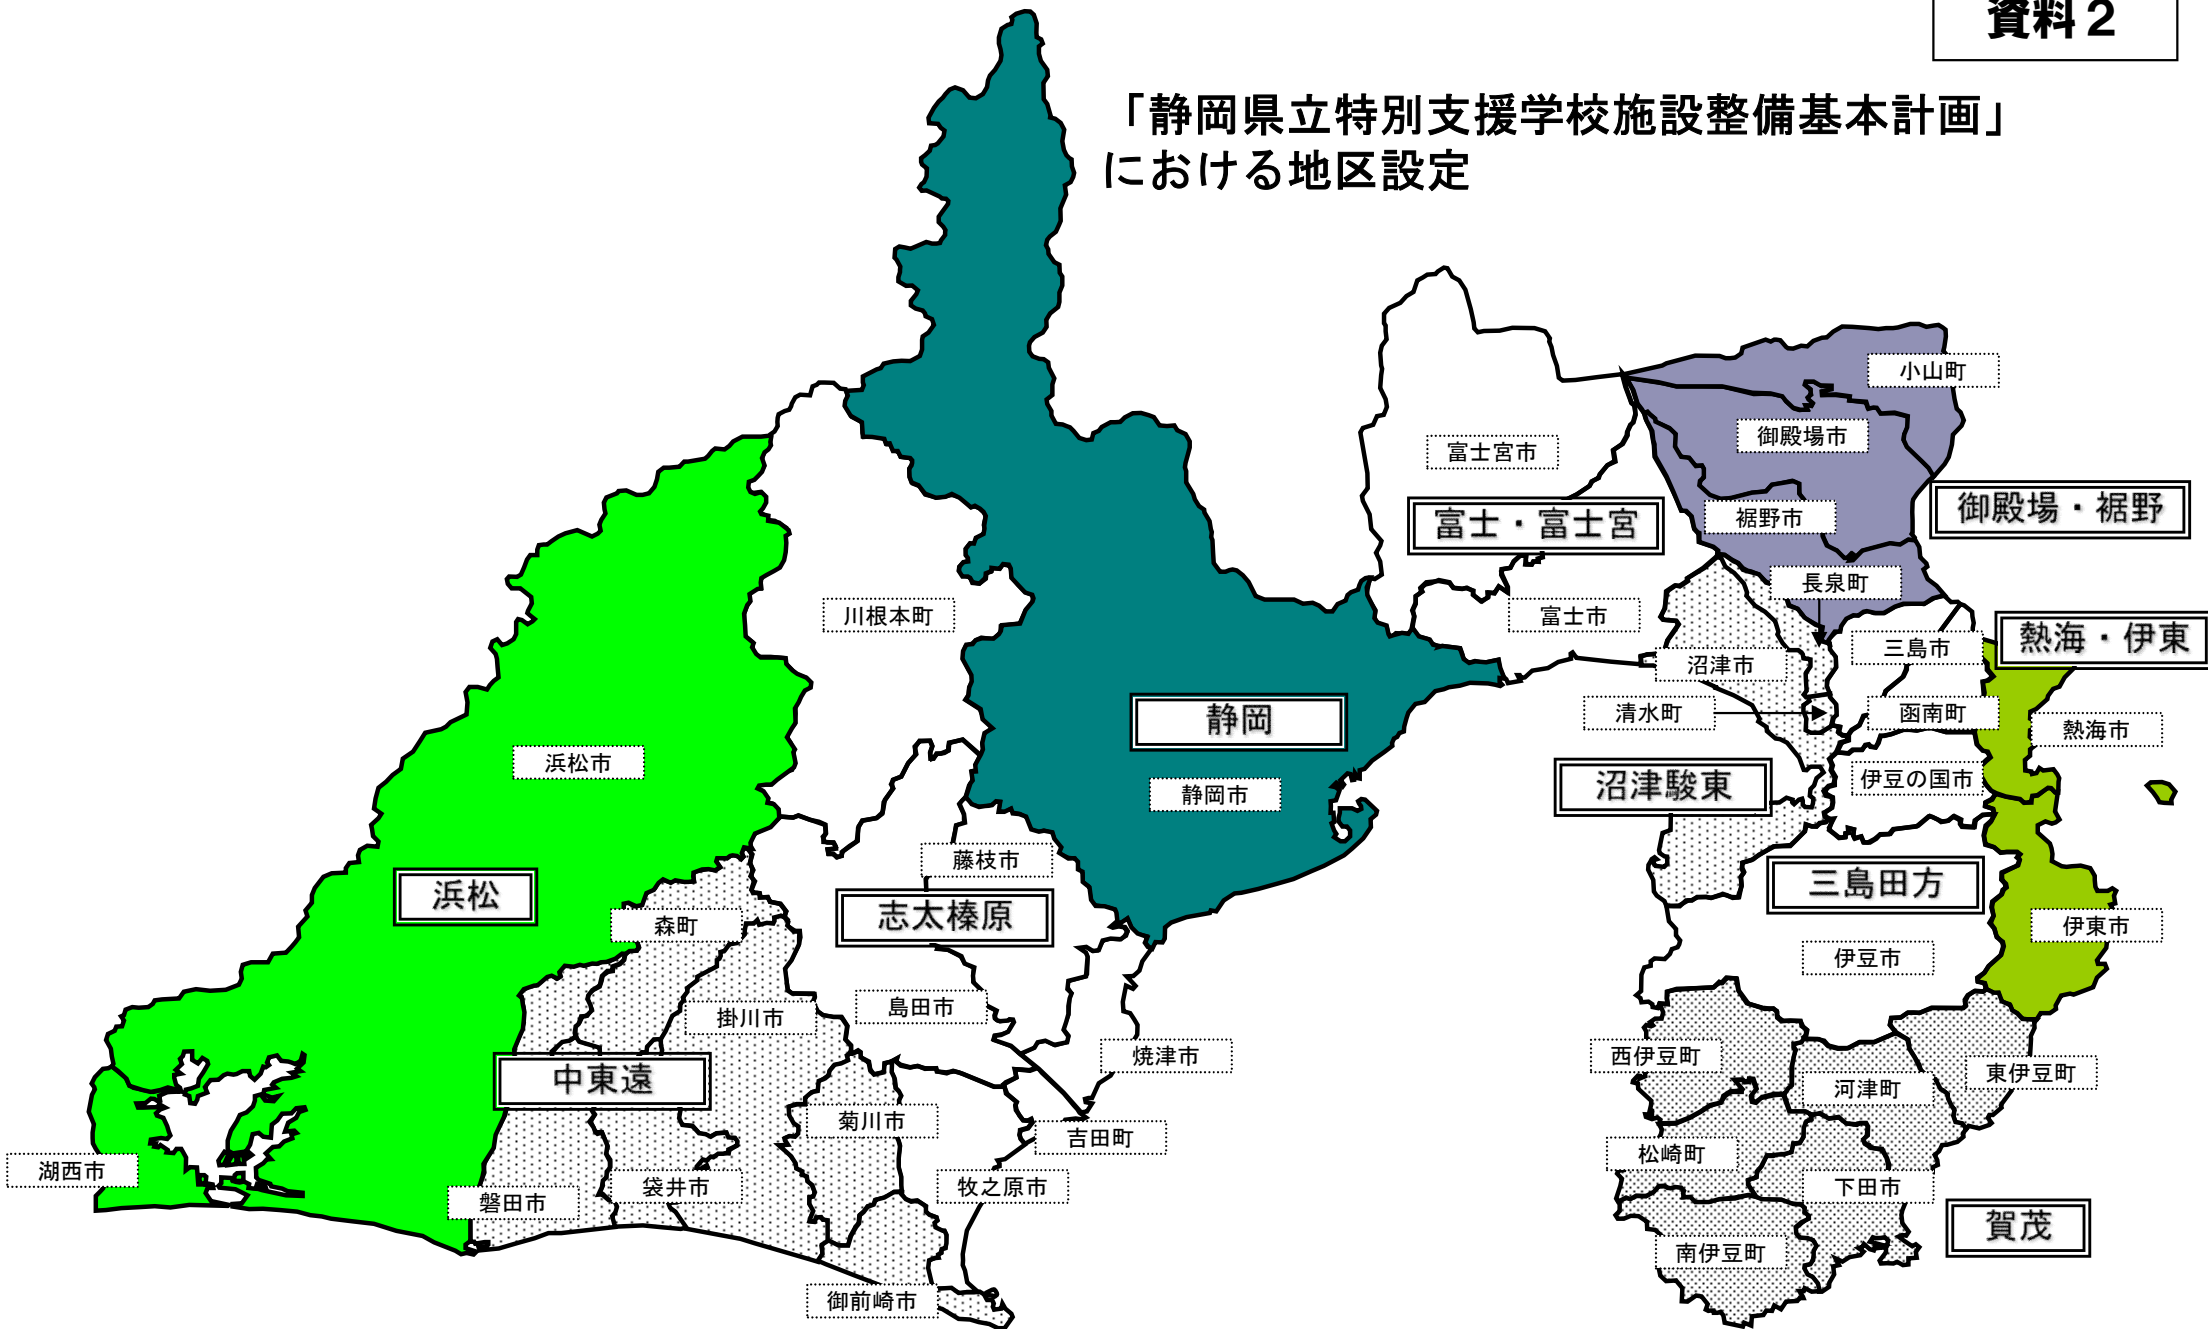 資料２
「静岡県立特別支援学校施設整備基本計画」
における地区設定
小山町
御殿場市
富士宮市
裾野市
御殿場・裾野
富士・富士宮
長泉町
川根本町
富士市
三島市
熱海・伊東
沼津市
清水町
函南町
静岡
熱海市
浜松市
伊豆の国市
沼津駿東
静岡市
藤枝市
三島田方
浜松
志太榛原
森町
伊東市
伊豆市
島田市
掛川市
焼津市
西伊豆町
東伊豆町
中東遠
河津町
菊川市
吉田町
松崎町
湖西市
袋井市
牧之原市
下田市
磐田市
賀茂
南伊豆町
御前崎市